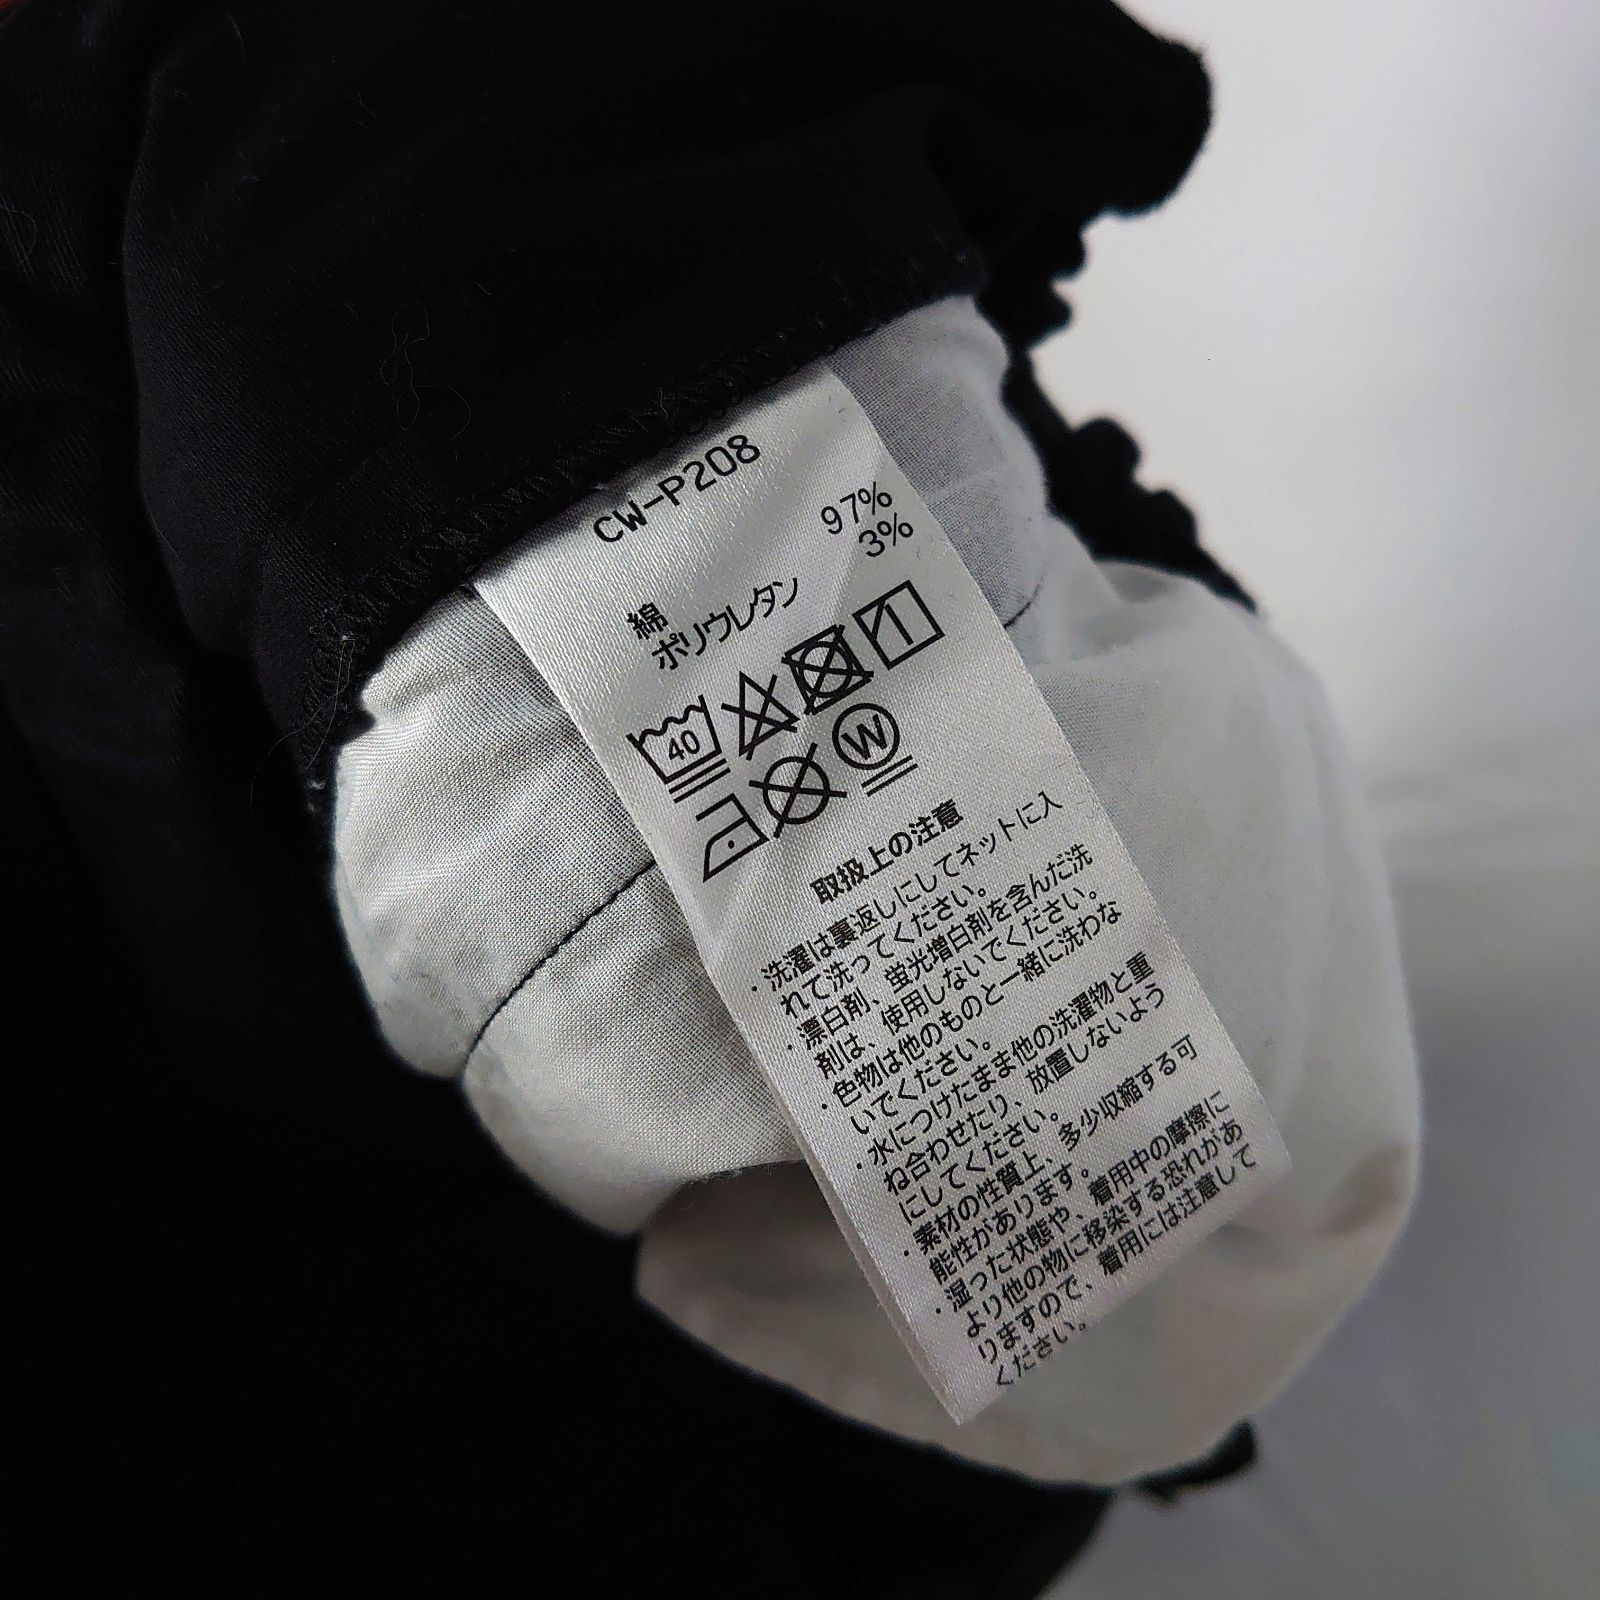 CW-P208
綿 97%
ポリウレタン 3%
40
W
取扱上の注意
・洗濯は裏返しにしてネットに入
れて洗ってください。
・漂白剤、蛍光増白剤を含んだ洗
剤は、使用しないでください。
・色物は他のものと一緒に洗わな
いでください。
・水につけたまま他の洗濯物と重
ね合わせたり、放置しないよう
にしてください。
・素材の性質上、多少収縮する可
能性があります。
・湿った状態や、着用中の摩擦に
より他の物に移染する恐れがあ
りますので、着用には注意して
ください。